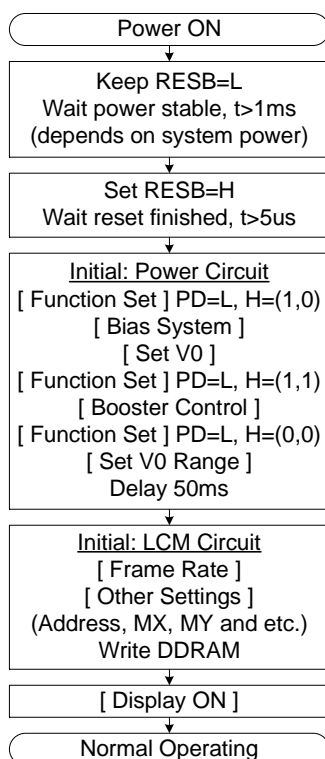 Power ON
Keep RESB=L
Wait power stable, t>1ms
(depends on system power)
Set RESB=H
Wait reset finished, t>5us
Initial: Power Circuit
[ Function Set ] PD=L, H=(1,0)
[ Bias System ]
[ Set V0 ]
[ Function Set ] PD=L, H=(1,1)
[ Booster Control ]
[ Function Set ] PD=L, H=(0,0)
[ Set V0 Range ]
Delay 50ms
Initial: LCM Circuit
[ Frame Rate ]
[ Other Settings ]
(Address, MX, MY and etc.)
Write DDRAM
[ Display ON ]
Normal Operating